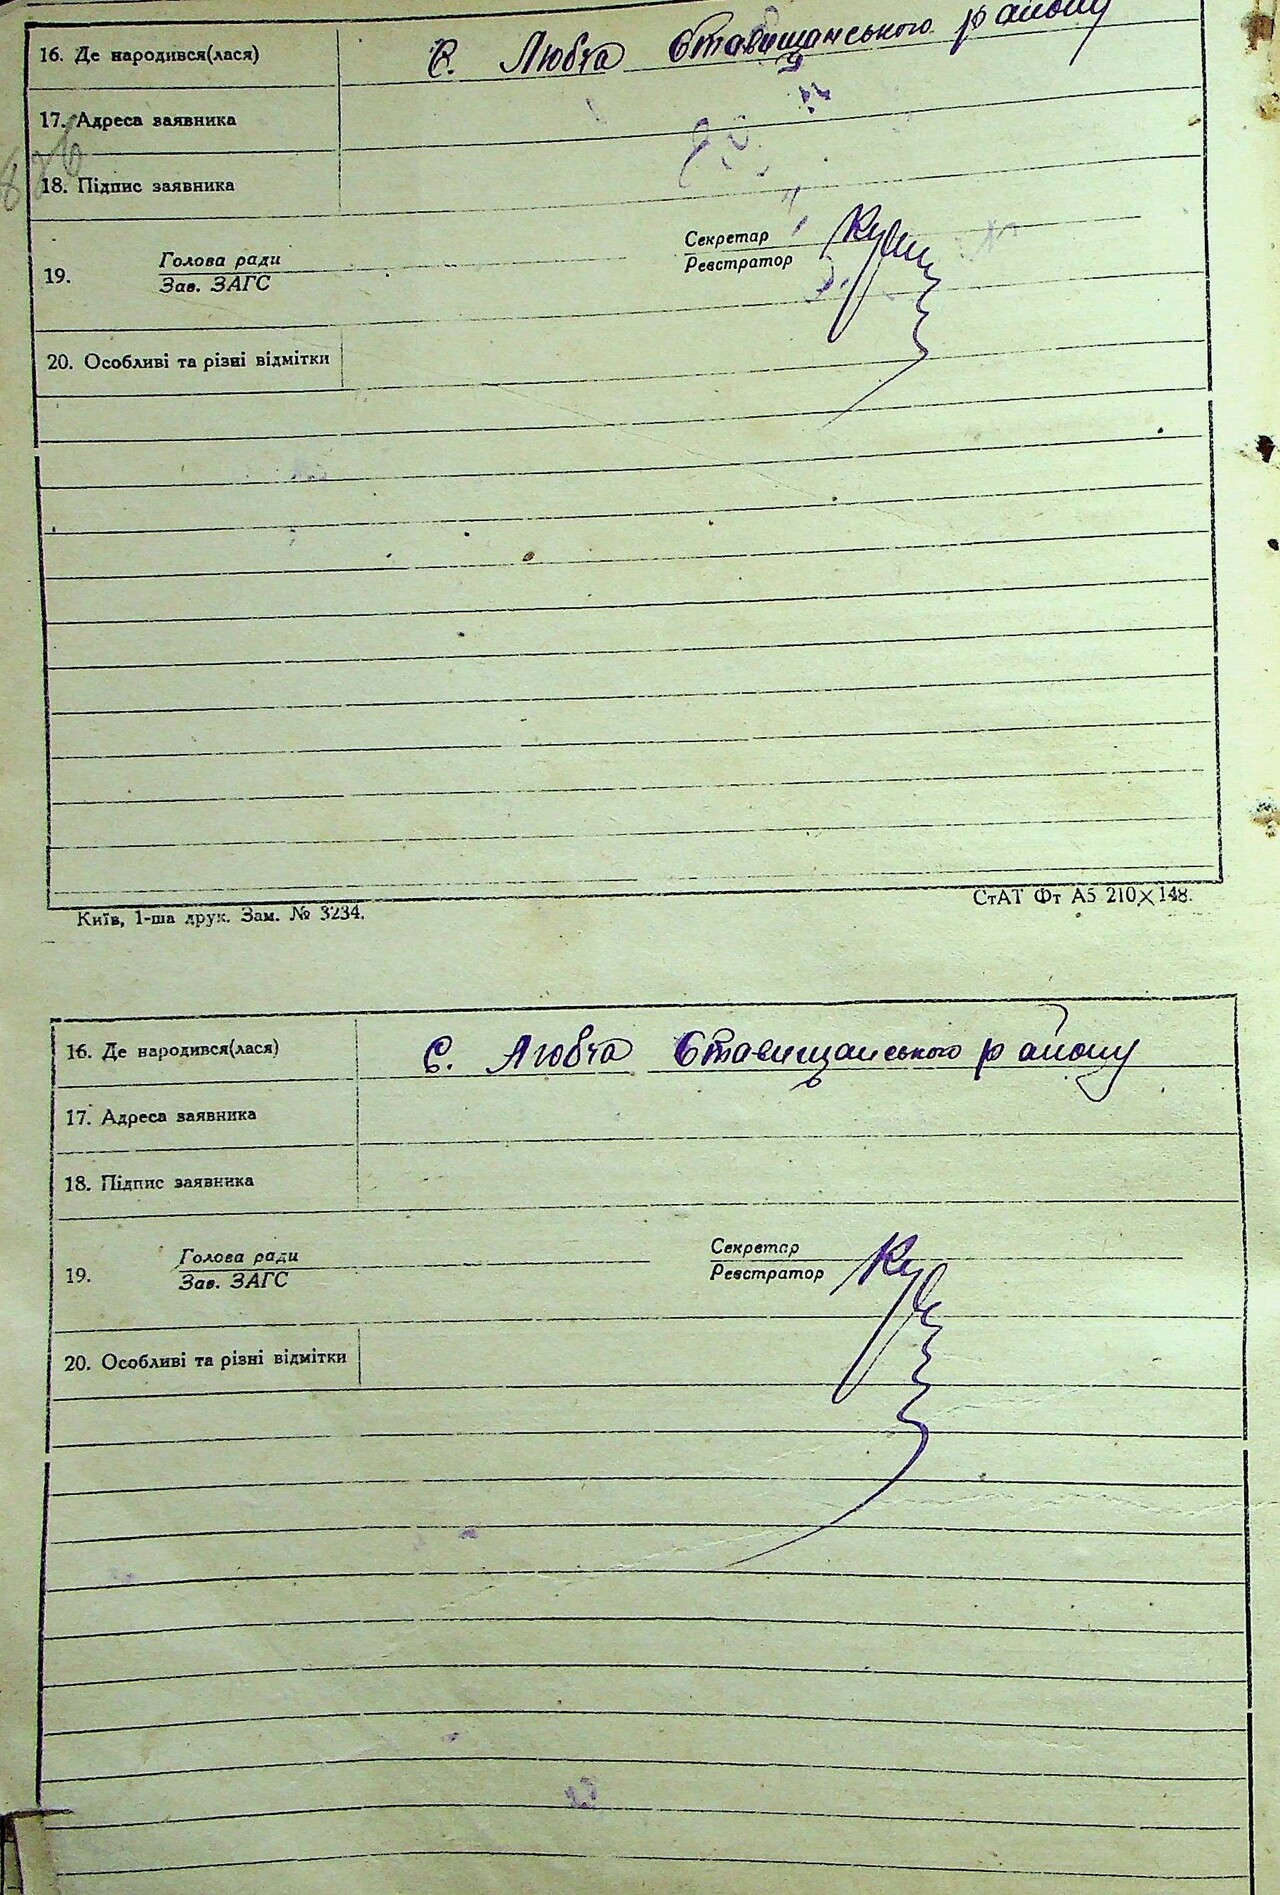 16. Де народився(лася) С. Любча Ставищанського району
17. Адреса заявника
18. Підпис заявника
Секретар
Голова ради
19.
Реєстратор
Зав. ЗАГС
20. Особливі та різні відмітки
Київ, 1-ша друк. Зам. № 3234.
СтАТ Фт А5 210×148.
16. Де народився(лася) С. Любча Ставищанського району
17. Адреса заявника
18. Підпис заявника
Секретар
Голова ради
19.
Реєстратор
Зав. ЗАГС
20. Особливі та різні відмітки